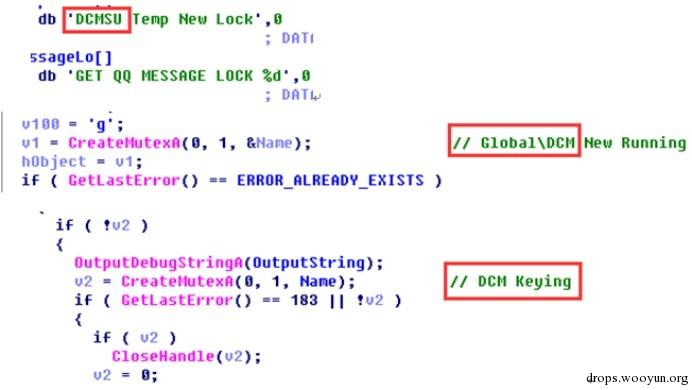 db 'DCMSU Temp New Lock',0
; DAT
ssageLo[]
db 'GET QQ MESSAGE LOCK %d',0
; DAT
v100 = 'g';
v1 = CreateMutexA(0, 1, &Name); // Global\DCM New Running
hObject = v1;
if ( GetLastError() == ERROR_ALREADY_EXISTS )
if ( !v2 )
{
OutputDebugStringA(OutputString);
v2 = CreateMutexA(0, 1, Name); // DCM Keying
if ( GetLastError() == 183 || !v2 )
{
if ( v2 )
CloseHandle(v2);
v2 = 0;
drops.wooyun.org